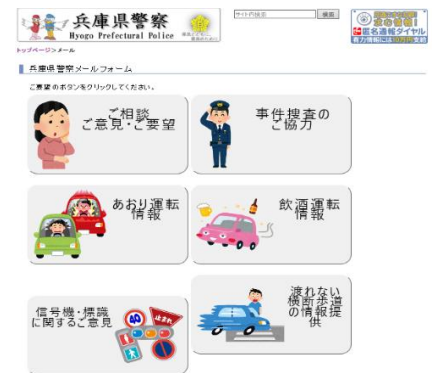 兵庫県警察
Hyogo Prefectural Police
サイト内検索
検索
匿名通報ダイヤル
トップページ>メール
兵庫県警察メールフォーム
ご要望のボタンをクリックしてください。
ご相談
ご意見・ご要望
事件捜査の
ご協力
あおり運転
情報
飲酒運転
情報
信号機・標識
に関するご意見
40
止まれ
渡れない
横断歩道
の情報提
供